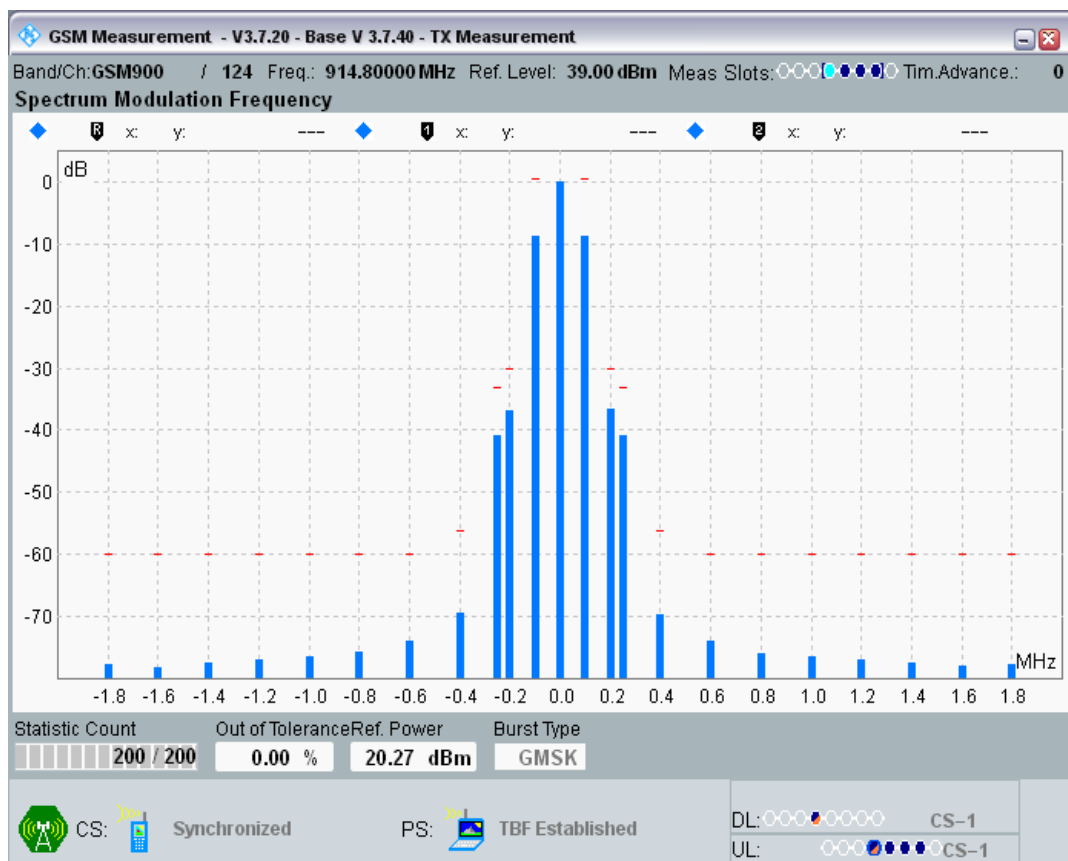 GSM Measurement - V3.7.20 - Base V 3.7.40 - TX Measurement
Band/Ch:GSM900 / 124 Freq.: 914.80000 MHz Ref. Level: 39.00 dBm Meas Slots: Tim.Advance.: 0
Spectrum Modulation Frequency
R x: y: --- 1 x: y: --- 2 x: y: ---
dB
0
-10
-20
-30
-40
-50
-60
-70
MHz
-1.8 -1.6 -1.4 -1.2 -1.0 -0.8 -0.6 -0.4 -0.2 0.0 0.2 0.4 0.6 0.8 1.0 1.2 1.4 1.6 1.8
Statistic Count Out of Tolerance Ref. Power Burst Type
200 / 200 0.00 % 20.27 dBm GMSK
CS: Synchronized PS: TBF Established
DL: CS-1
UL: CS-1